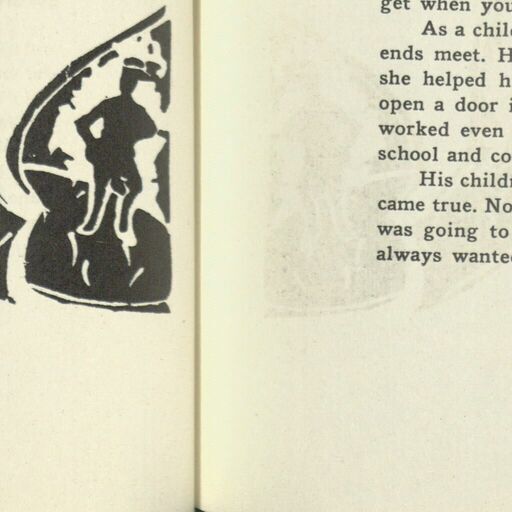 get when you
As a chil
ends meet. H
she helped h
open a door i
worked even
school and co
His childr
came true. No
was going to
always wante